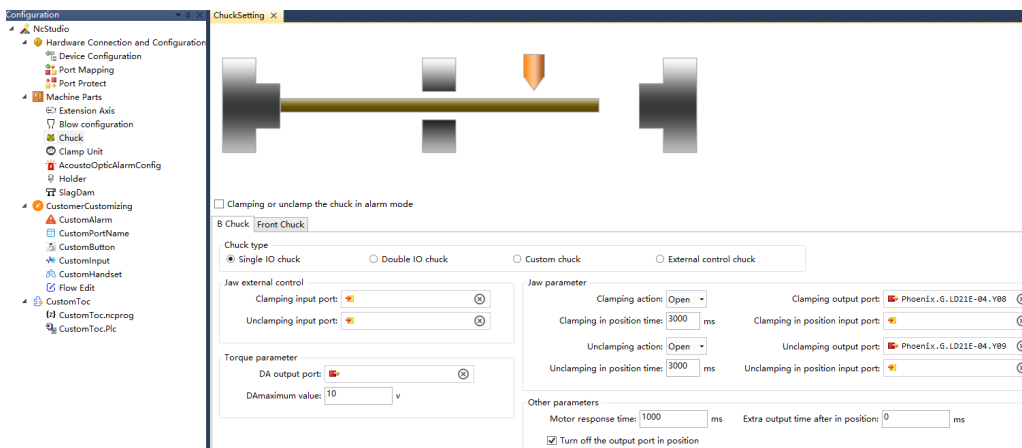 Configuration
ChuckSetting
NcStudio
Hardware Connection and Configuration
Device Configuration
Port Mapping
Port Protect
Machine Parts
Extension Axis
Blow configuration
Chuck
Clamp Unit
AcoustoOpticAlarmConfig
Holder
SlagDam
CustomerCustomizing
CustomAlarm
CustomPortName
CustomButton
CustomInput
CustomHandset
Flow Edit
CustomToc
CustomToc.ncprog
CustomToc.Plc
Clamping or unclamp the chuck in alarm mode
B Chuck Front Chuck
Chuck type
Single IO chuck Double IO chuck Custom chuck External control chuck
Jaw external control
Clamping input port:
Unclamping input port:
Torque parameter
DA output port:
DAmaximum value: 10 v
Jaw parameter
Clamping action: Open Clamping output port: Phoenix.G.LD21E-04.Y08
Clamping in position time: 3000 ms Clamping in position input port:
Unclamping action: Open Unclamping output port: Phoenix.G.LD21E-04.Y09
Unclamping in position time: 3000 ms Unclamping in position input port:
Other parameters
Motor response time: 1000 ms Extra output time after in position: 0 ms
Turn off the output port in position